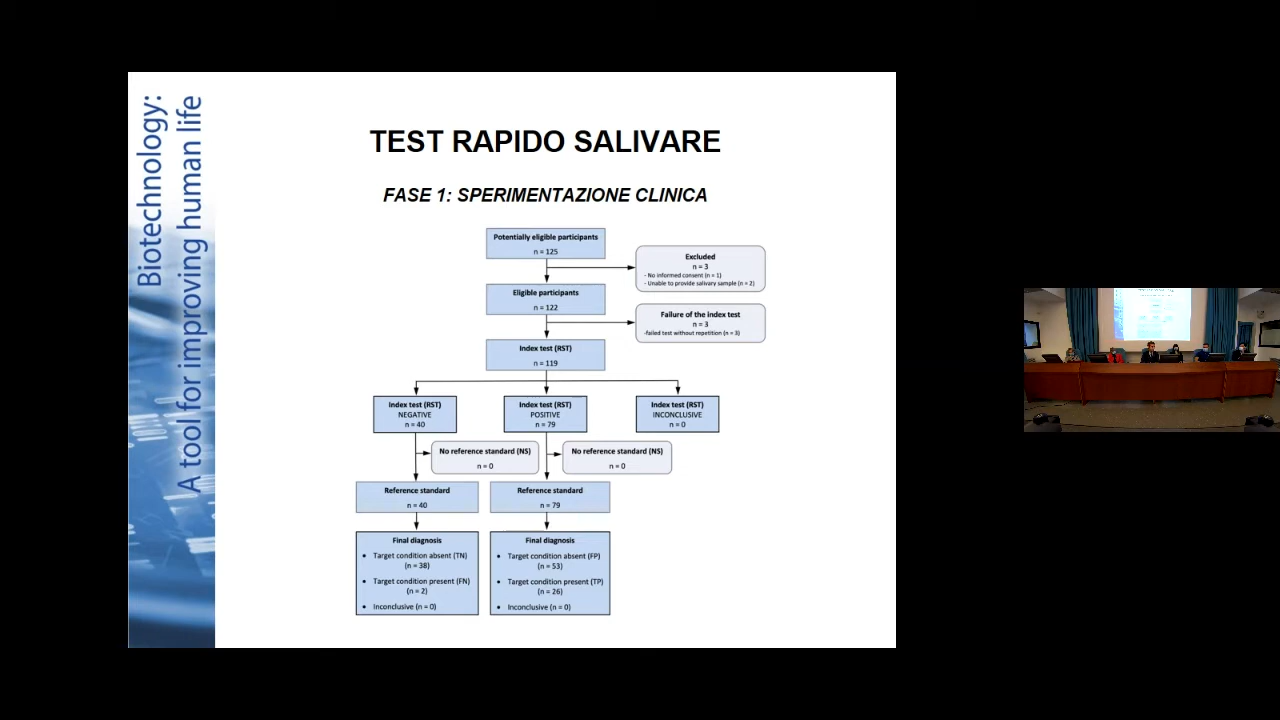 Biotechnology:
A tool for improving human life
TEST RAPIDO SALIVARE
FASE 1: SPERIMENTAZIONE CLINICA
Potentially eligible participants
n = 125
Excluded
n = 3
- No informed consent (n = 1)
- Unable to provide salivary sample (n = 2)
Eligible participants
n = 122
Failure of the index test
n = 3
-failed test without repetition (n = 3)
Index test (RST)
n = 119
Index test (RST)
NEGATIVE
n = 40
Index test (RST)
POSITIVE
n = 79
Index test (RST)
INCONCLUSIVE
n = 0
No reference standard (NS)
n = 0
No reference standard (NS)
n = 0
Reference standard
n = 40
Reference standard
n = 79
Final diagnosis
• Target condition absent (TN)
(n = 38)
• Target condition present (FN)
(n = 2)
• Inconclusive (n = 0)
Final diagnosis
• Target condition absent (FP)
(n = 53)
• Target condition present (TP)
(n = 26)
• Inconclusive (n = 0)